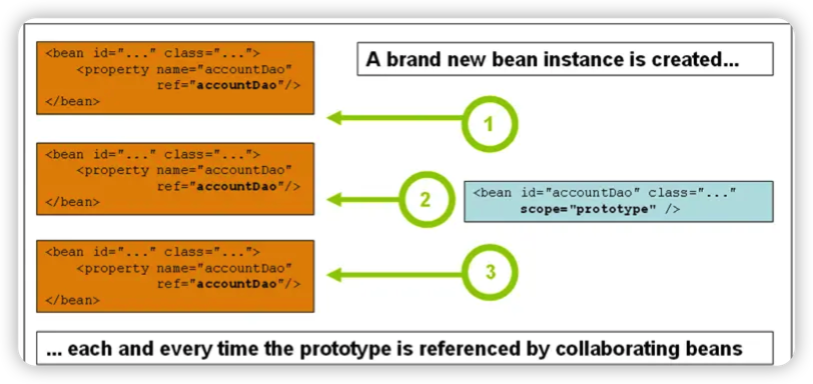 <bean id="..." class="...">
<property name="accountDao"
ref="accountDao"/>
</bean>
A brand new bean instance is created...
1
<bean id="..." class="...">
<property name="accountDao"
ref="accountDao"/>
</bean>
2
<bean id="accountDao" class="..."
scope="prototype" />
<bean id="..." class="...">
<property name="accountDao"
ref="accountDao"/>
</bean>
3
... each and every time the prototype is referenced by collaborating beans